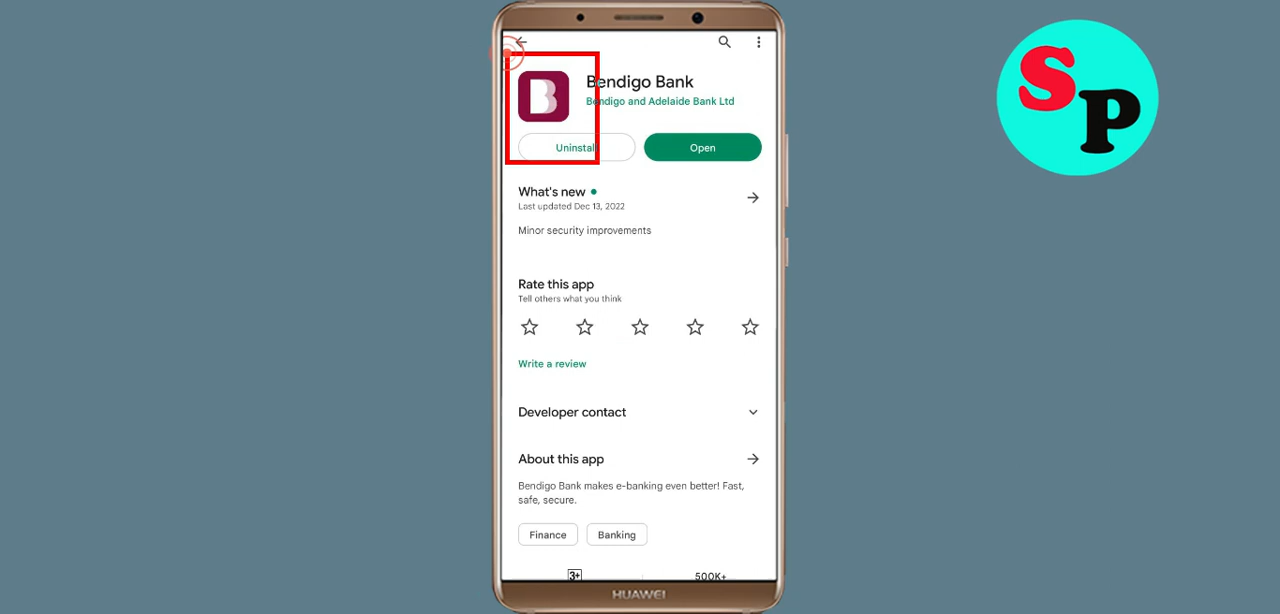 Bendigo Bank
Bendigo and Adelaide Bank Ltd
Uninstall
Open
What's new
Last updated Dec 13, 2022
Minor security improvements
Rate this app
Tell others what you think
Write a review
Developer contact
About this app
Bendigo Bank makes e-banking even better! Fast,
safe, secure.
Finance
Banking
3+
500K+
HUAWEI
B
SP